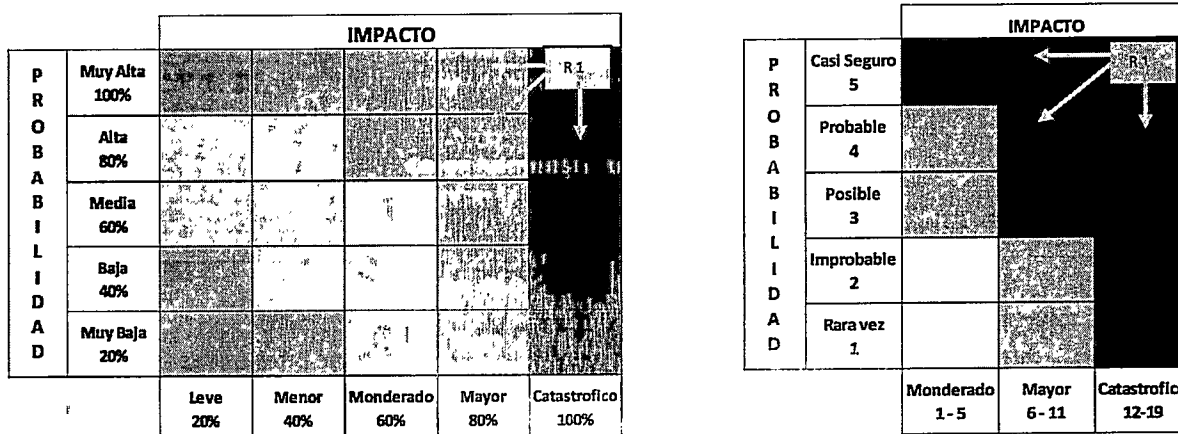 IMPACTO
PROBABILIDAD
Muy Alta
100%
R 1
Alta
80%
Media
60%
Baja
40%
Muy Baja
20%
Leve
20%
Menor
40%
Monderado
60%
Mayor
80%
Catastrofico
100%
IMPACTO
PROBABILIDAD
Casi Seguro
5
R 1
Probable
4
Posible
3
Improbable
2
Rara vez
1
Monderado
1 - 5
Mayor
6 - 11
Catastrofico
12-19